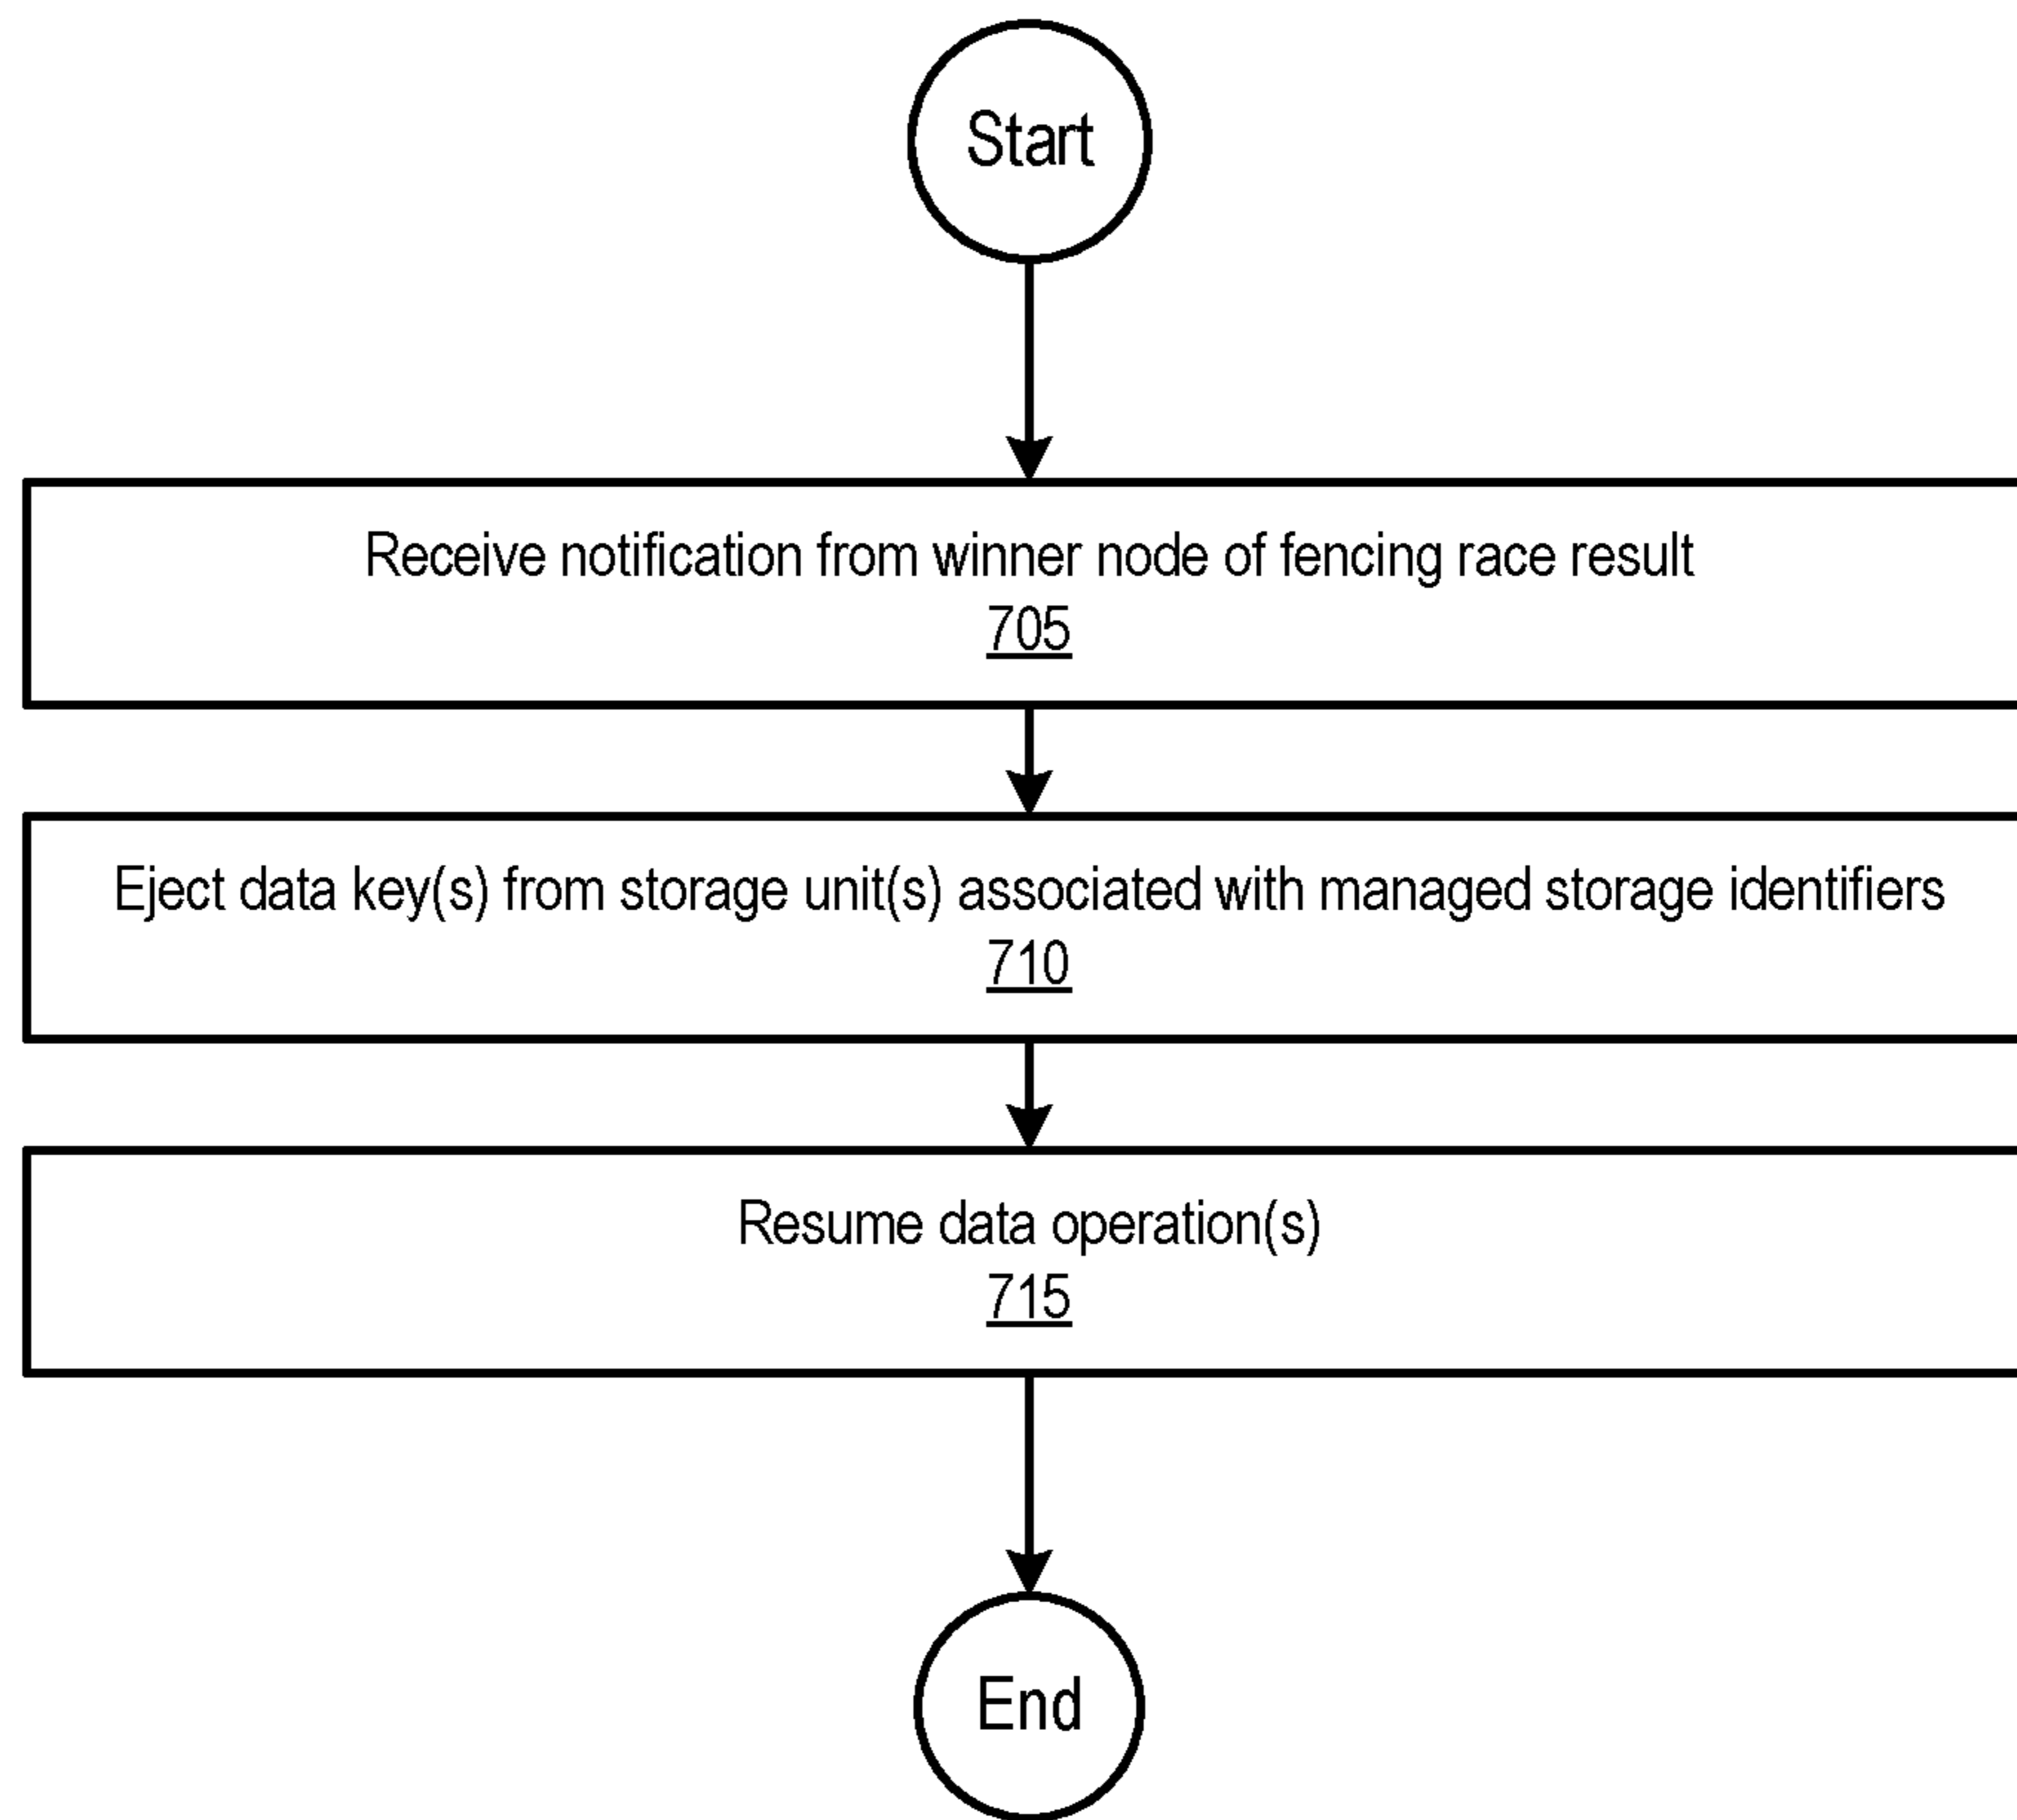 Start
Receive notification from winner node of fencing race result
705
Eject data key(s) from storage unit(s) associated with managed storage identifiers
710
Resume data operation(s)
715
End